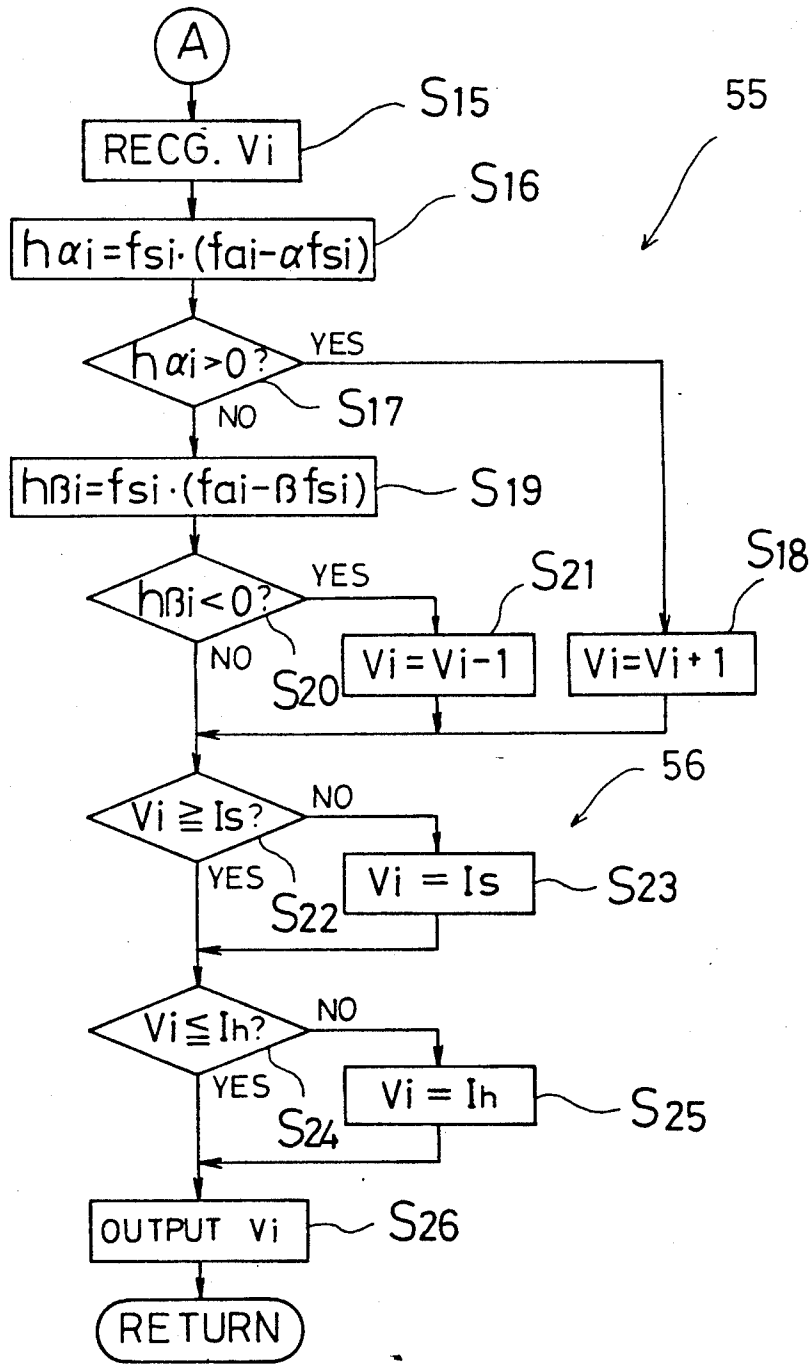 A
RECG. Vi
S15
55
S16
hαi=fsi·(fai-αfsi)
hαi>0?
YES
S17
NO
hβi=fsi·(fai-βfsi)
S19
hβi<0?
YES
S21
S18
NO
S20
Vi=Vi-1
Vi=Vi+1
56
Vi≧Is?
NO
YES
S22
Vi = Is
S23
Vi≦Ih?
NO
YES
S24
Vi = Ih
S25
OUTPUT Vi
S26
RETURN